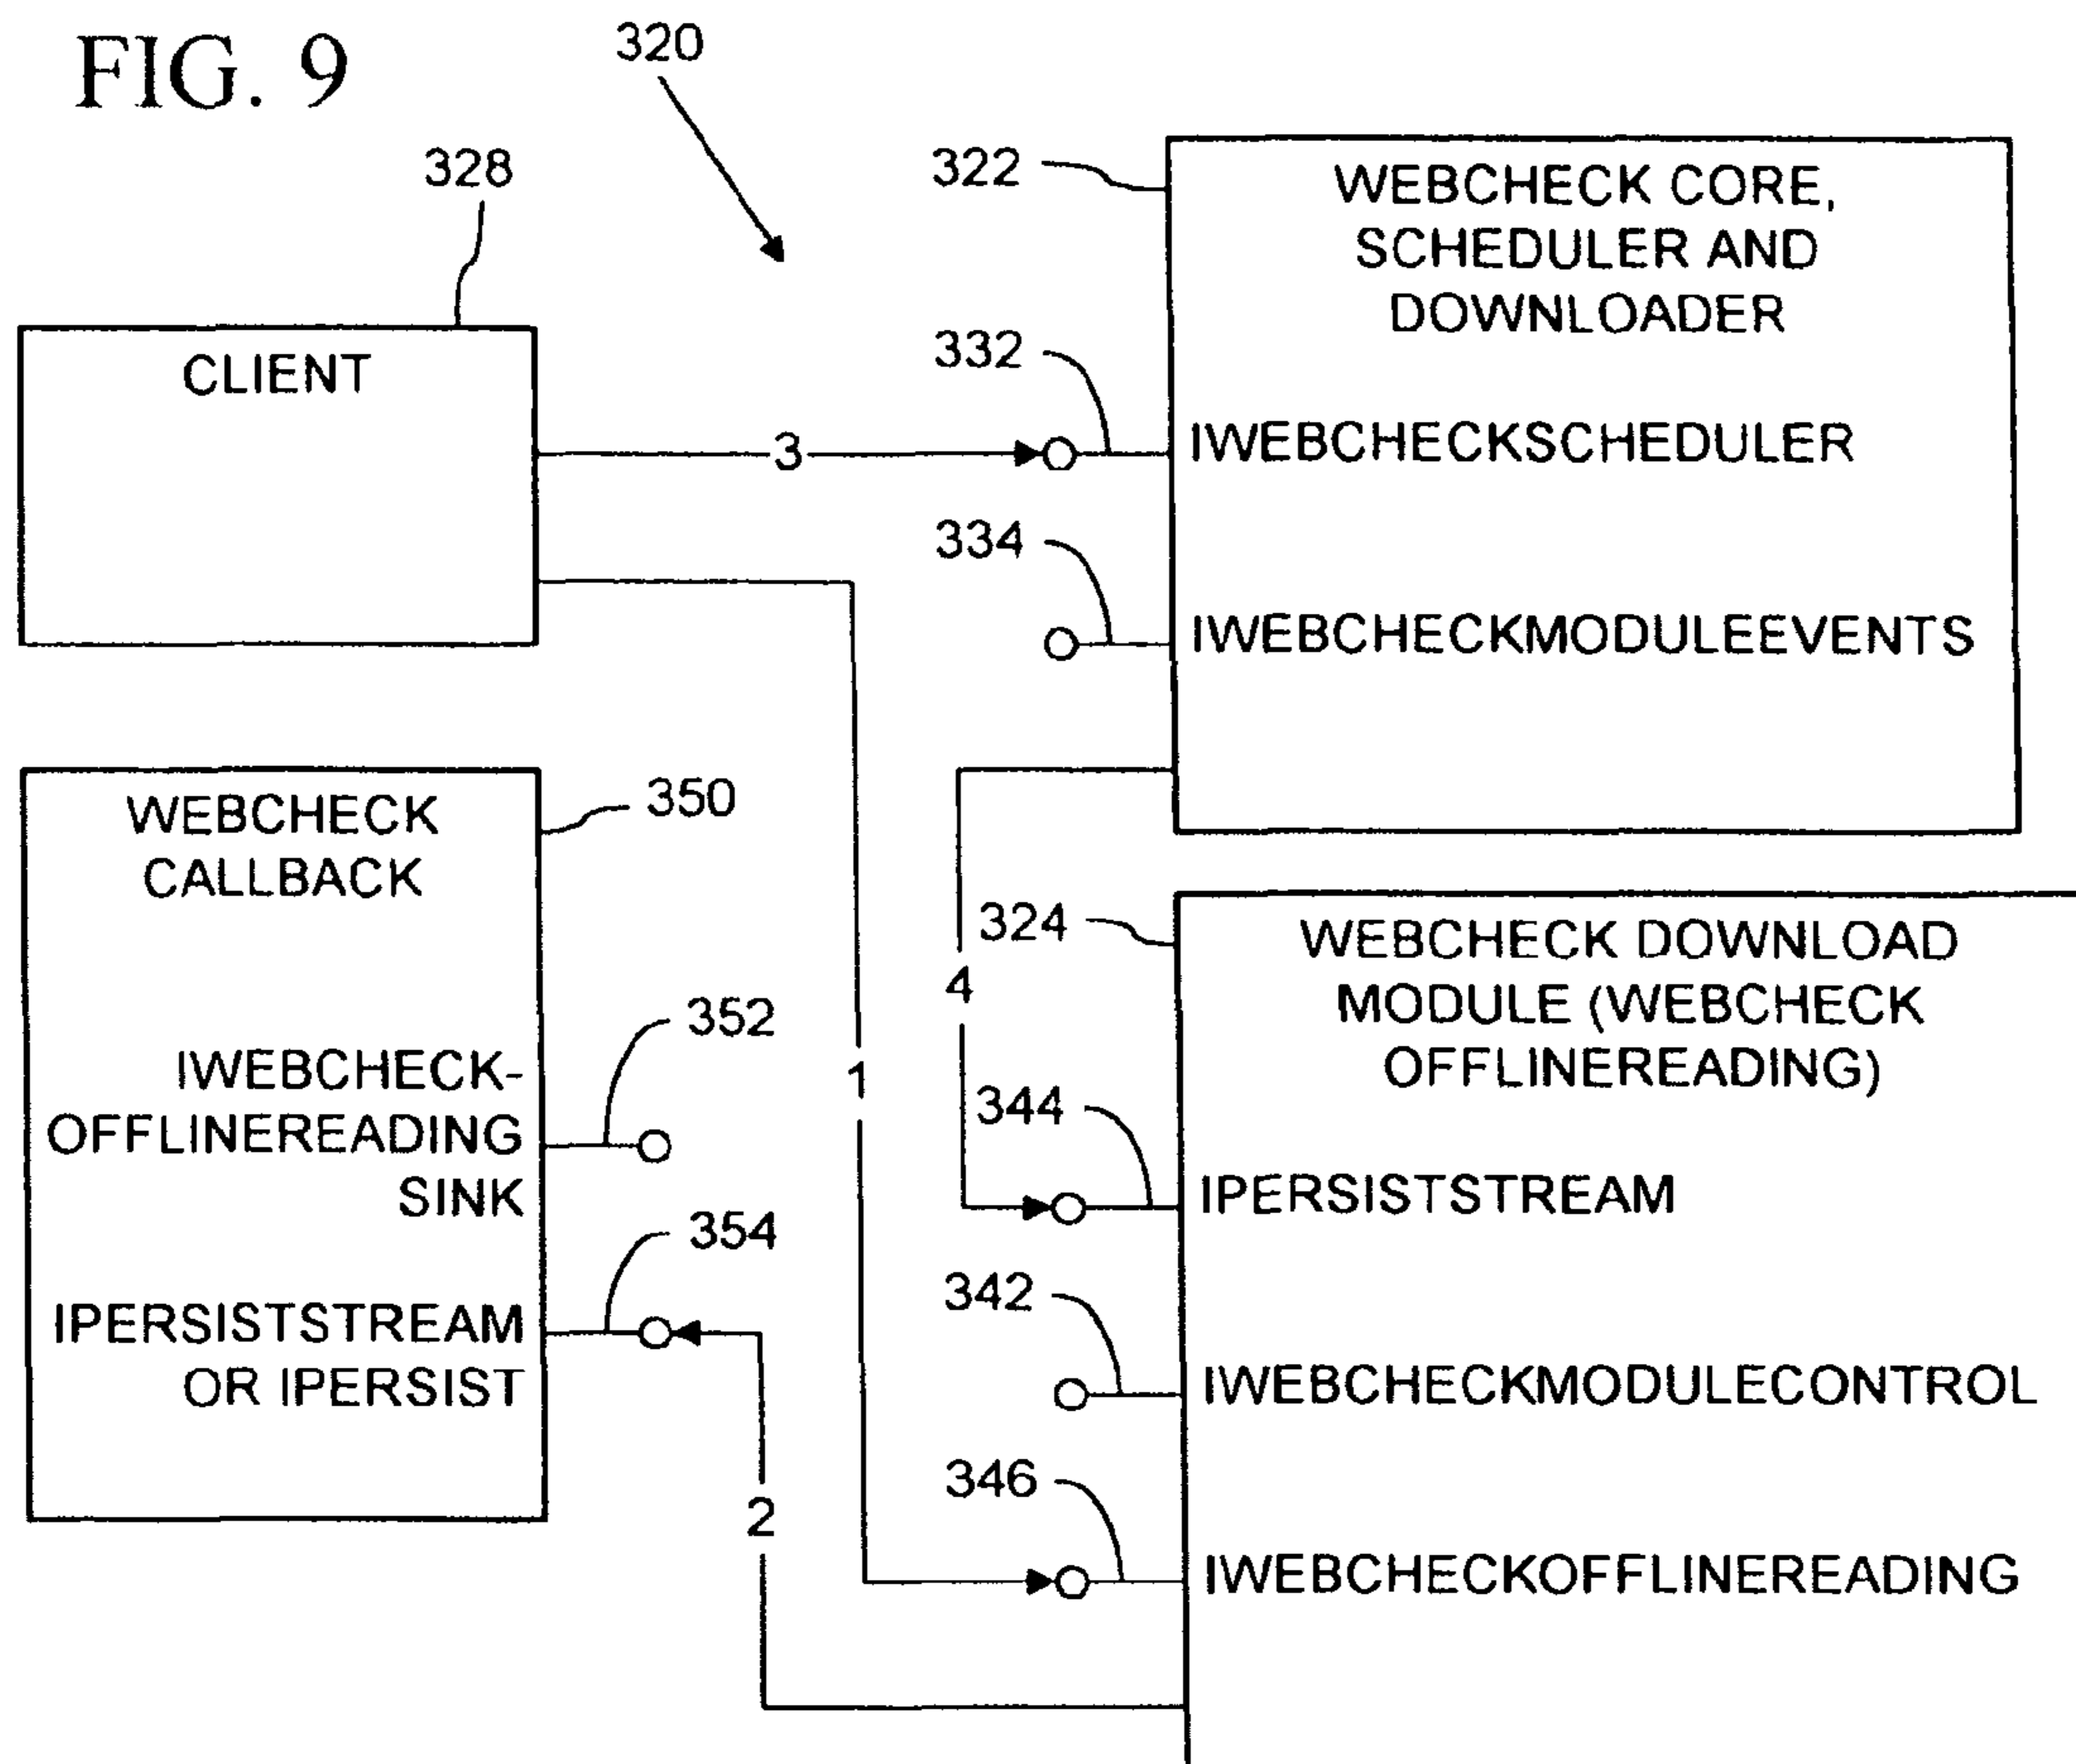 FIG. 9
320
328
CLIENT
322
WEBCHECK CORE,
SCHEDULER AND
DOWNLOADER
332
3
IWEBCHECKSCHEDULER
334
IWEBCHECKMODULEEVENTS
WEBCHECK
CALLBACK
350
352
IWEBCHECK-
OFFLINEREADING
SINK
354
IPERSISTSTREAM
OR IPERSIST
1
2
4
324
WEBCHECK DOWNLOAD
MODULE (WEBCHECK
OFFLINEREADING)
344
IPERSISTSTREAM
342
IWEBCHECKMODULECONTROL
346
IWEBCHECKOFFLINEREADING